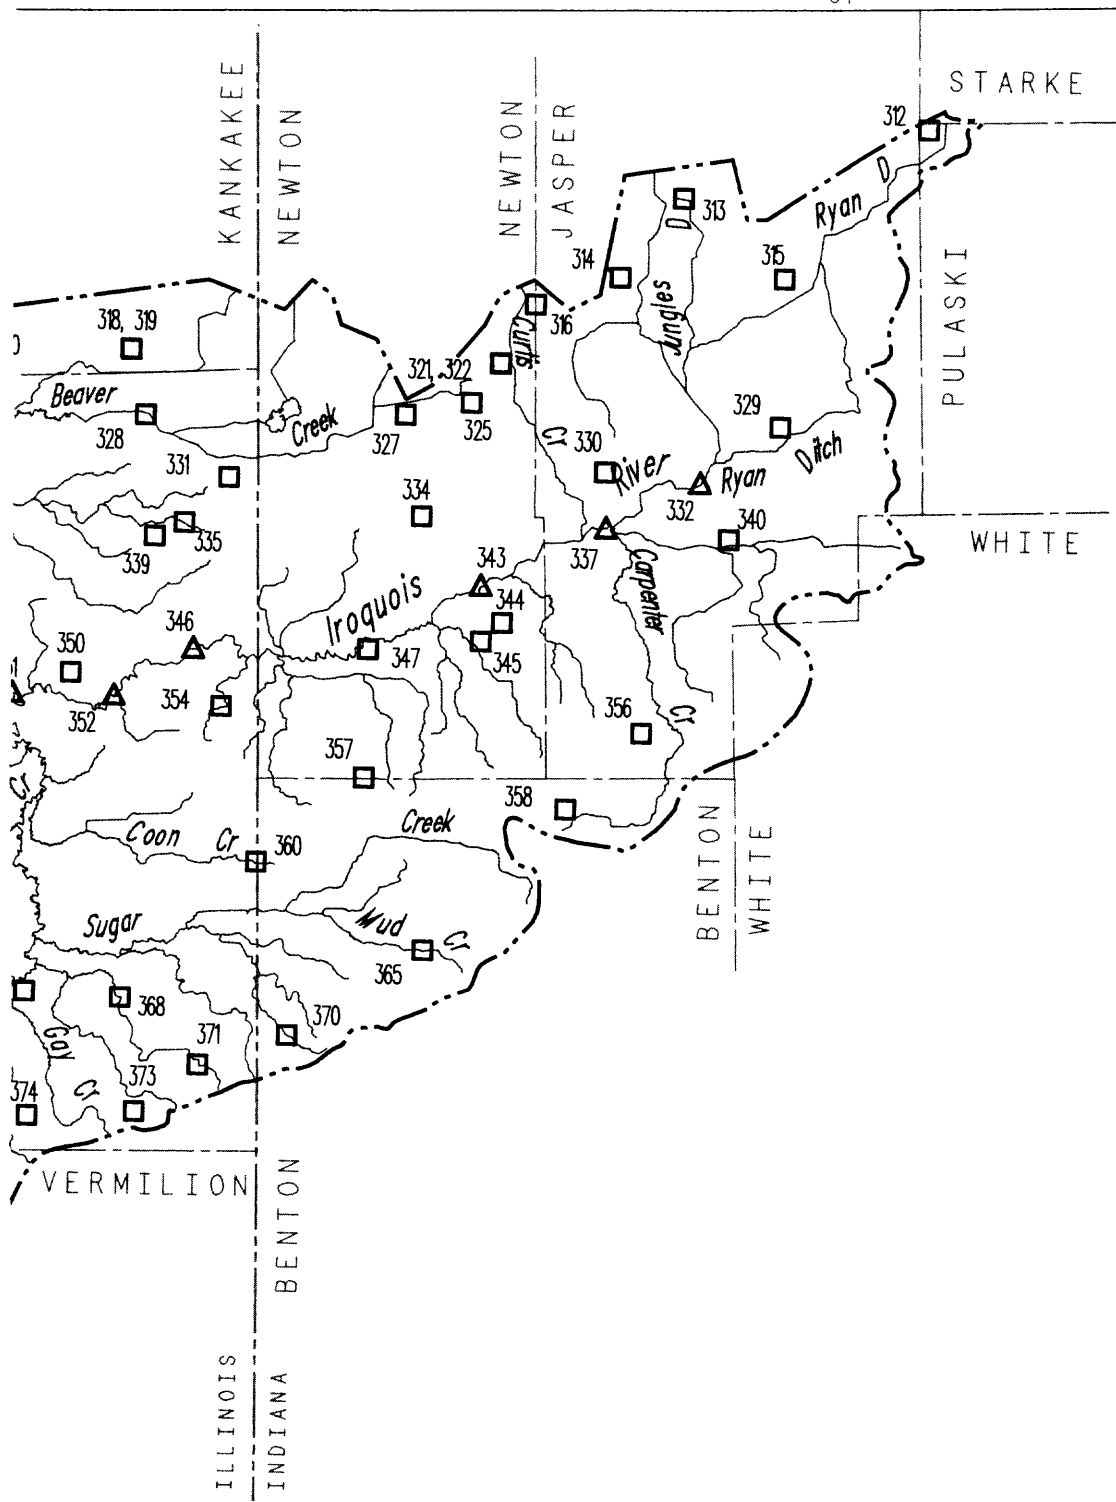 STARKE
KANKAKEE
NEWTON
NEWTON
JASPER
PULASKI
312
Ryan D
D
313
314
315
Jungles
316
Curtis
318, 319
321, 322
Beaver
328
Creek
327
325
329
Cr
330
River
Ryan
Ditch
331
334
332
340
335
339
337
WHITE
343
Carpenter
344
346
Iroquois
350
347
345
352
354
356
Cr
357
358
Creek
Coon
Cr
360
BENTON
WHITE
Sugar
Mud
Cr
365
368
370
Gay
371
Cr
373
374
VERMILION
BENTON
ILLINOIS
INDIANA